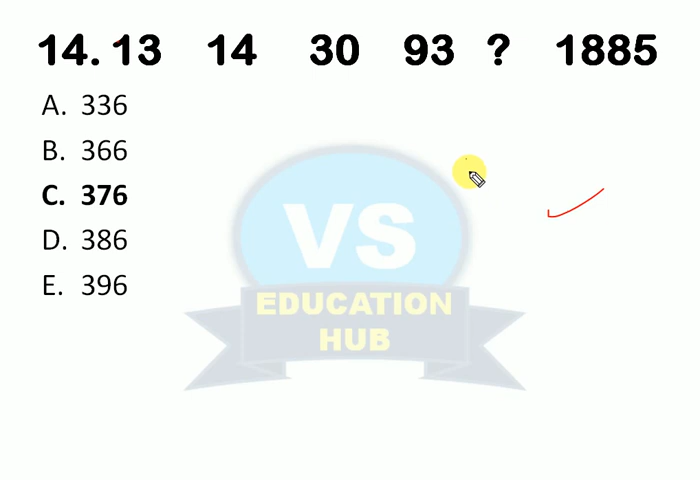 14. 13 14 30 93 ? 1885
A. 336
B. 366
C. 376
D. 386
E. 396
VS
EDUCATION
HUB